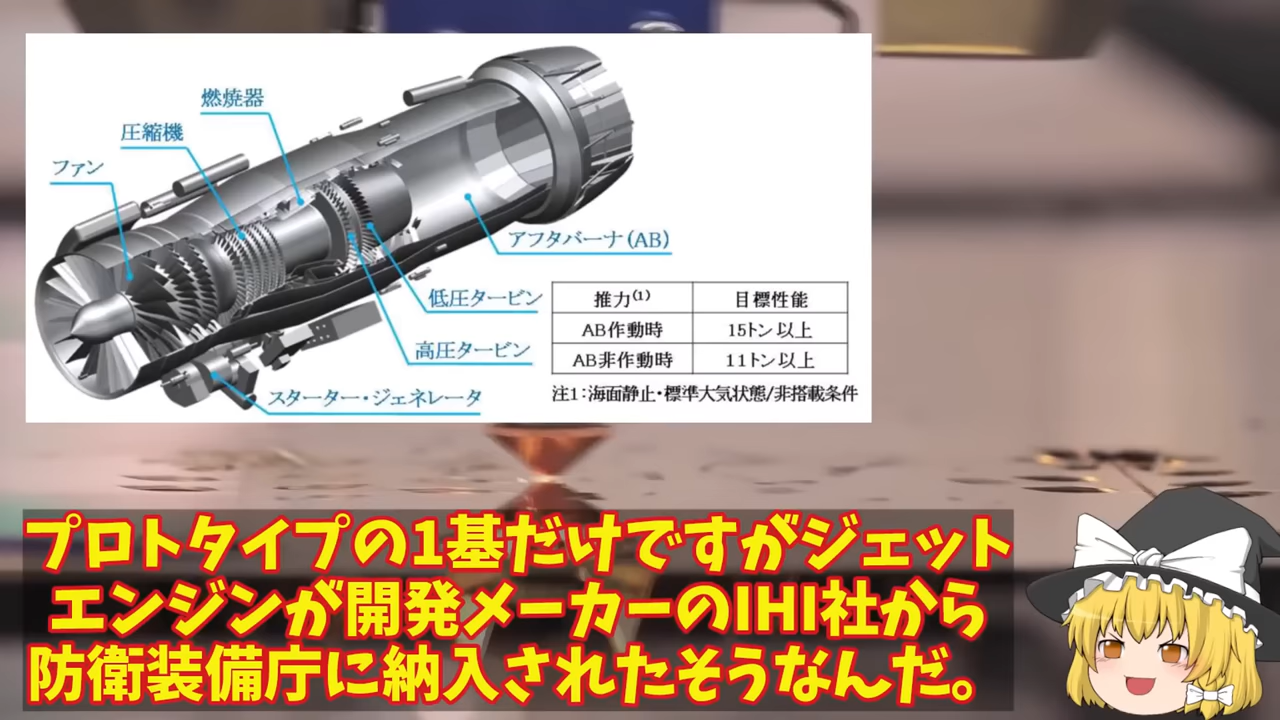 燃焼器
圧縮機
ファン
アフタバーナ(AB)
低圧タービン
高圧タービン
スターター・ジェネレータ
推力(1) 目標性能
AB作動時 15トン以上
AB非作動時 11トン以上
注1:海面静止・標準大気状態/非搭載条件
プロトタイプの1基だけですがジェット
エンジンが開発メーカーのIHI社から
防衛装備庁に納入されたそうなんだ。